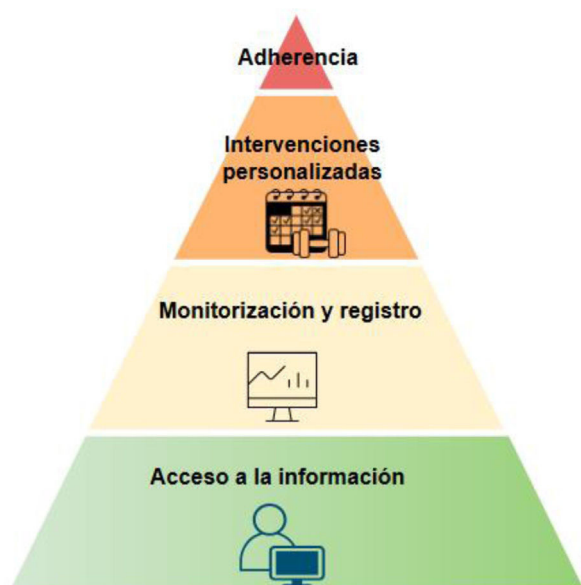 Adherencia
Intervenciones
personalizadas
Monitorización y registro
Acceso a la información